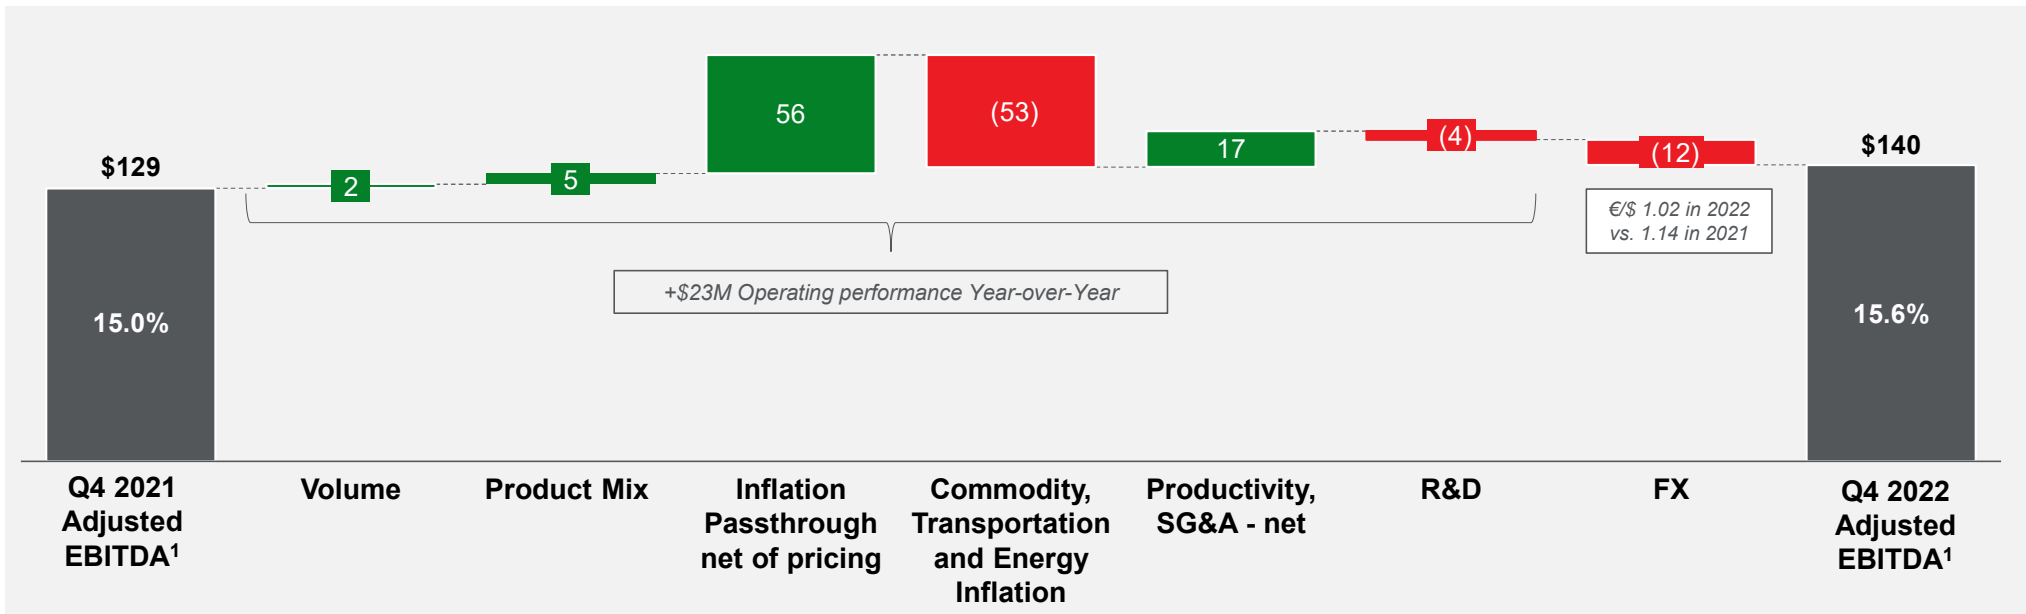 $129
2
5
56
(53)
17
(4)
(12)
$140
€/$ 1.02 in 2022
vs. 1.14 in 2021
+$23M Operating performance Year-over-Year
15.0%
15.6%
Q4 2021
Adjusted
EBITDA¹
Volume
Product Mix
Inflation
Passthrough
net of pricing
Commodity,
Transportation
and Energy
Inflation
Productivity,
SG&A - net
R&D
FX
Q4 2022
Adjusted
EBITDA¹